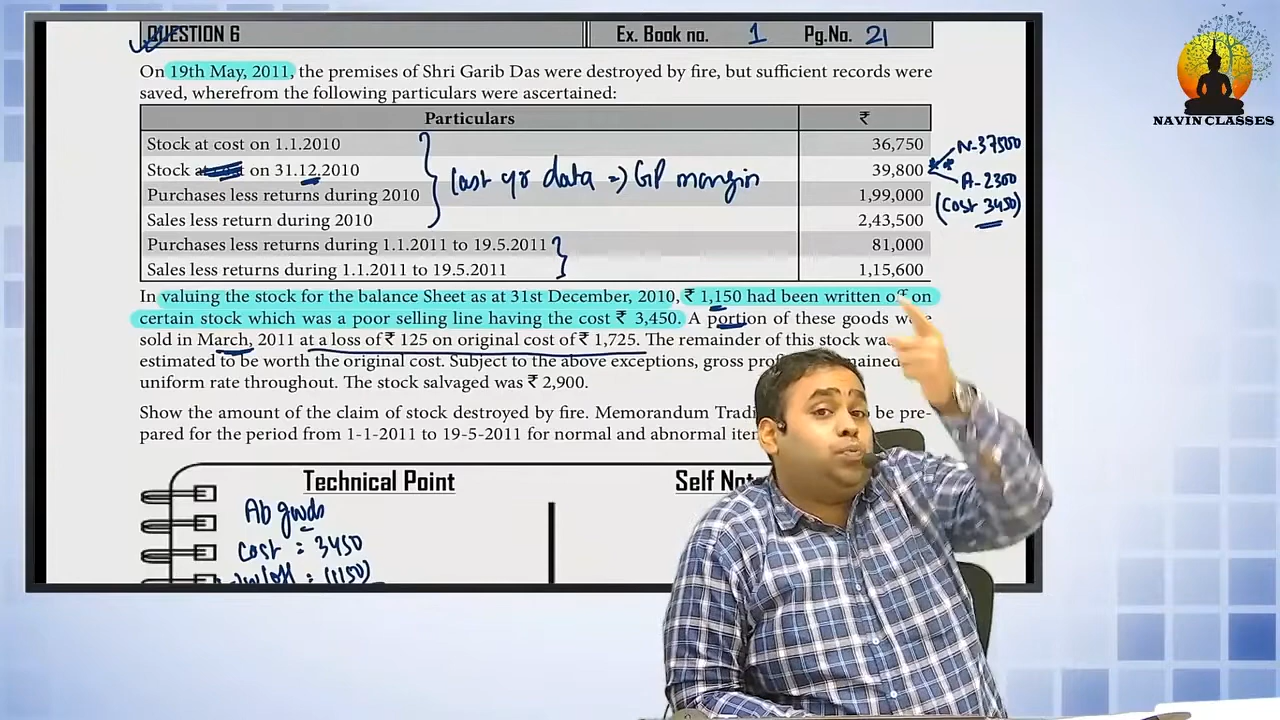 QUESTION 6 Ex. Book no. 1 Pg.No. 21
On 19th May, 2011, the premises of Shri Garib Das were destroyed by fire, but sufficient records were
saved, wherefrom the following particulars were ascertained:
Particulars ₹
Stock at cost on 1.1.2010 36,750
Stock on 31.12.2010 39,800
Purchases less returns during 2010 1,99,000
Sales less return during 2010 2,43,500
Purchases less returns during 1.1.2011 to 19.5.2011 81,000
Sales less returns during 1.1.2011 to 19.5.2011 1,15,600
Last yr data => GP margin
N-37500
A-2300
(Cost 3450)
In valuing the stock for the balance Sheet as at 31st December, 2010, ₹ 1,150 had been written off on
certain stock which was a poor selling line having the cost ₹ 3,450. A portion of these goods
sold in March, 2011 at a loss of ₹ 125 on original cost of ₹ 1,725. The remainder of this stock
estimated to be worth the original cost. Subject to the above exceptions, gross
uniform rate throughout. The stock salvaged was ₹ 2,900.
Show the amount of the claim of stock destroyed by fire. Memorandum be pre-
pared for the period from 1-1-2011 to 19-5-2011 for normal and abnormal
Technical Point Self
Ab goods
Cost : 3450
w/off : (1150)
NAVIN CLASSES